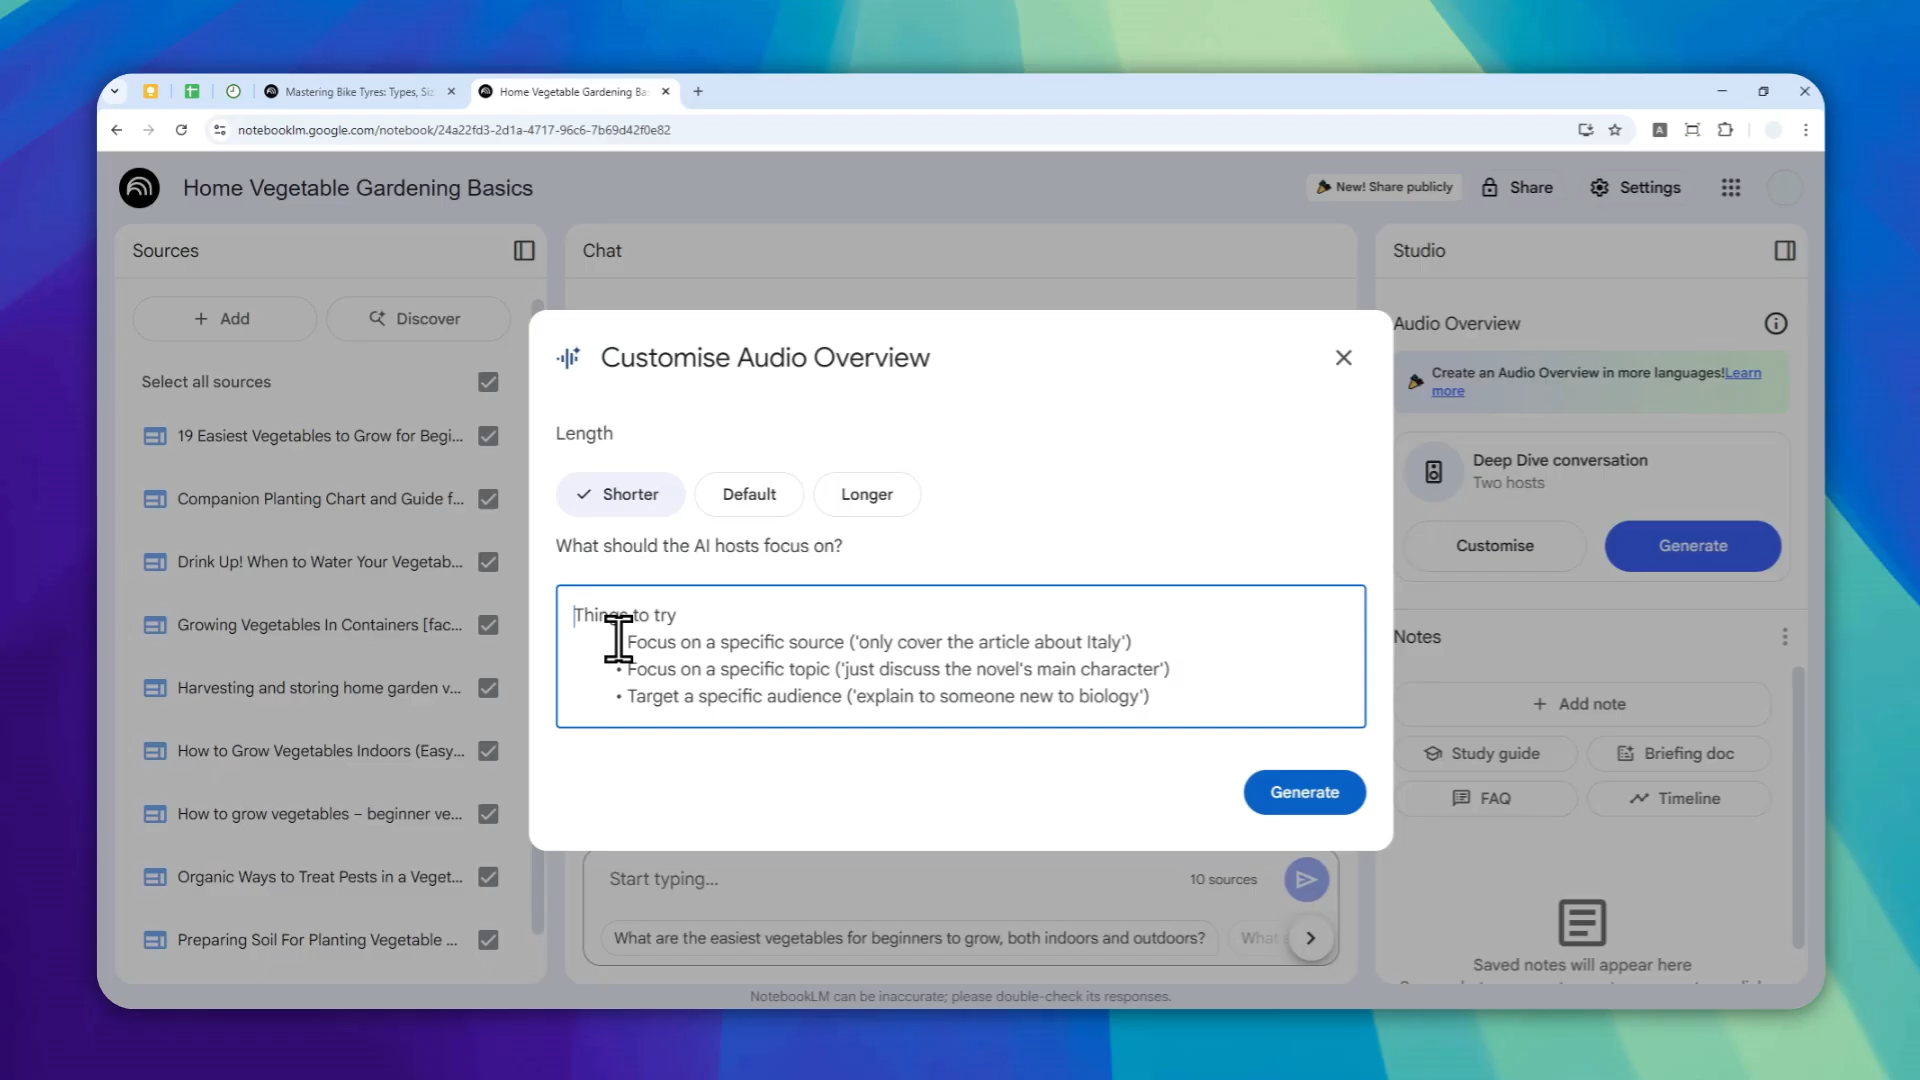 Mastering Bike Tyres: Types, Siz
Home Vegetable Gardening Ba
notebooklm.google.com/notebook/24a22fd3-2d1a-4717-96c6-7b69d42f0e82
A
Home Vegetable Gardening Basics
New! Share publicly
Share
Settings
Sources
Add
Discover
Select all sources
19 Easiest Vegetables to Grow for Begi...
Companion Planting Chart and Guide f...
Drink Up! When to Water Your Vegetab...
Growing Vegetables In Containers [fac...
Harvesting and storing home garden v...
How to Grow Vegetables Indoors (Easy...
How to grow vegetables – beginner ve...
Organic Ways to Treat Pests in a Veget...
Preparing Soil For Planting Vegetable ...
Chat
Customise Audio Overview
Length
Shorter
Default
Longer
What should the AI hosts focus on?
Things to try
Focus on a specific source ('only cover the article about Italy')
• Focus on a specific topic ('just discuss the novel's main character')
• Target a specific audience ('explain to someone new to biology')
Generate
Start typing...
10 sources
What are the easiest vegetables for beginners to grow, both indoors and outdoors?
What
NotebookLM can be inaccurate; please double-check its responses.
Studio
Audio Overview
Create an Audio Overview in more languages!Learn
more
Deep Dive conversation
Two hosts
Customise
Generate
Notes
Add note
Study guide
Briefing doc
FAQ
Timeline
Saved notes will appear here